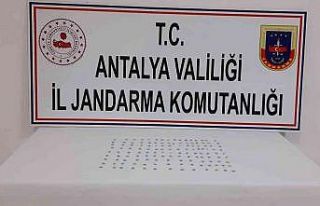 T.C.
ANTALYA VALİLİĞİ
İL JANDARMA KOMUTANLIĞI